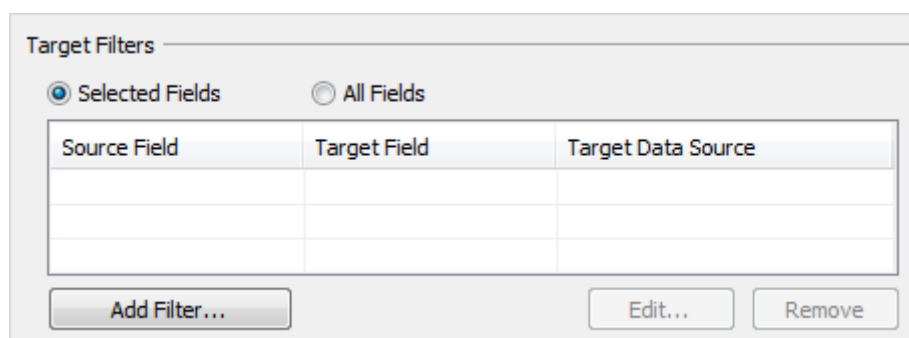 Target Filters
Selected Fields All Fields
Source Field Target Field Target Data Source
Add Filter... Edit... Remove